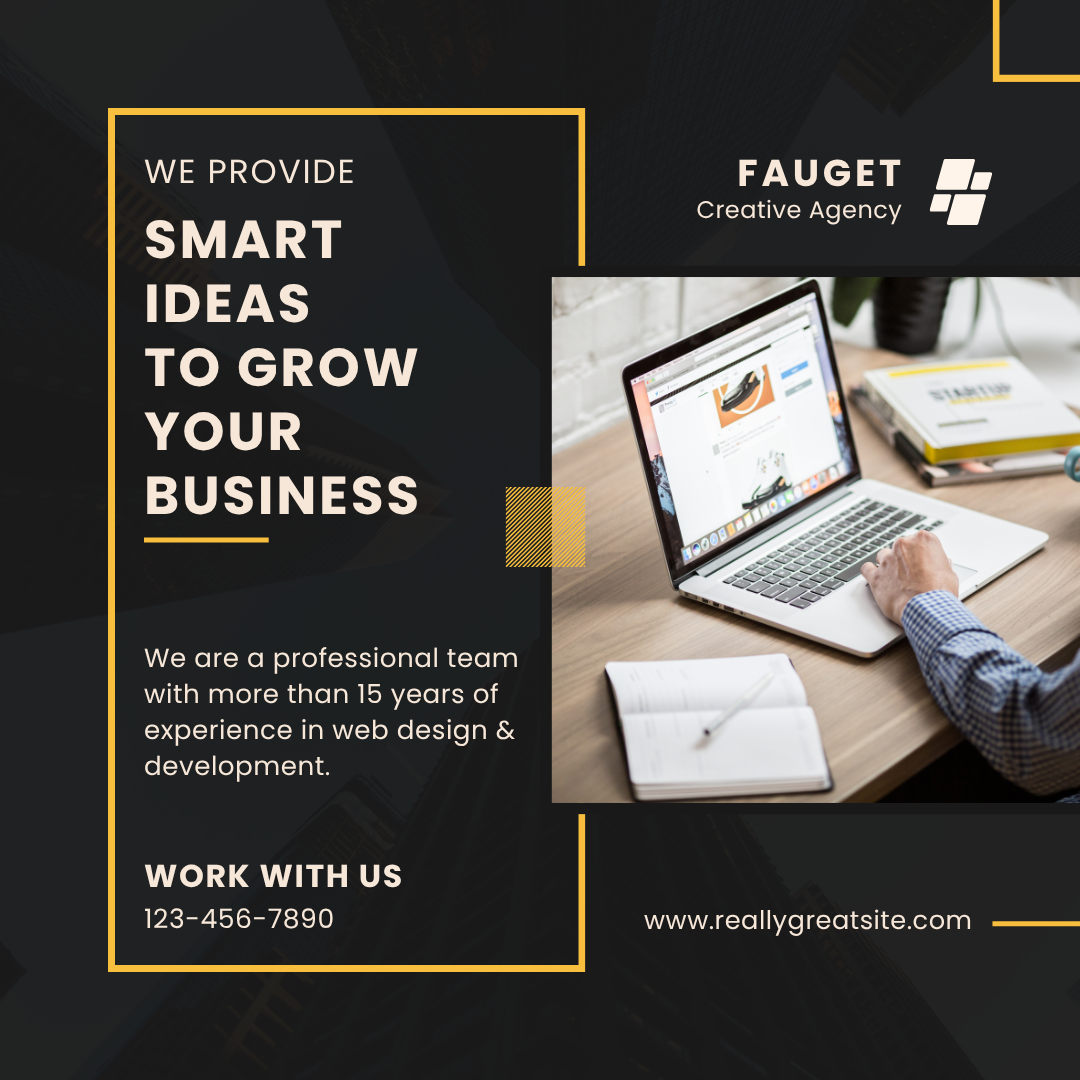 WE PROVIDE
SMART
IDEAS
TO GROW
YOUR
BUSINESS
We are a professional team
with more than 15 years of
experience in web design &
development.
WORK WITH US
123-456-7890
FAUGET
Creative Agency
STARTUP
www.reallygreatsite.com